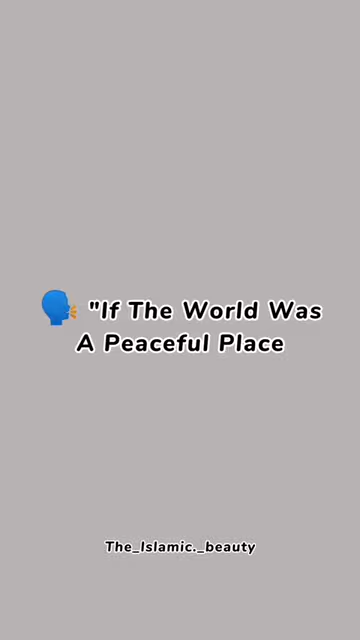 🗣️ "If The World Was
A Peaceful Place
The_Islamic._beauty